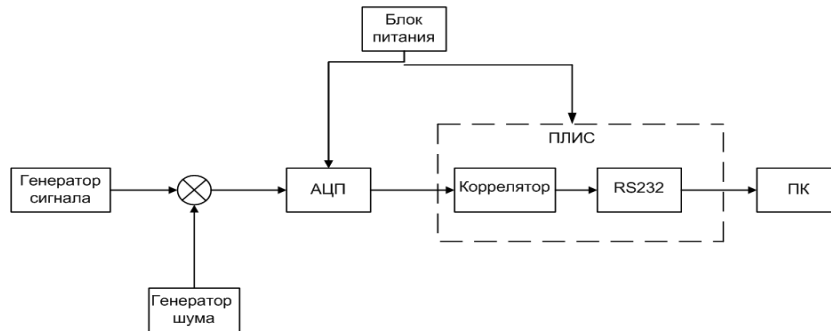 Блок
питания
ПЛИС
Генератор
сигнала
АЦП
Коррелятор
RS232
ПК
Генератор
шума